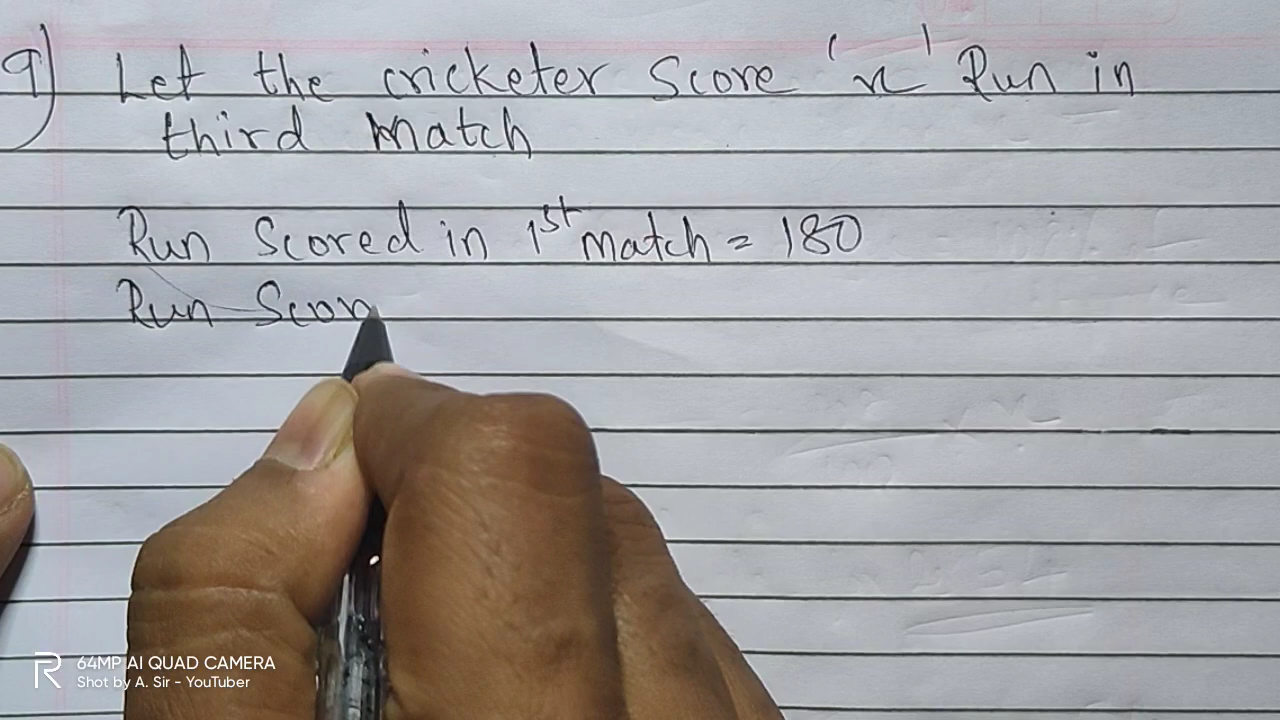 9) Let the cricketer Score 'x' Run in
third Match
Run Scored in 1st match = 180
Run Scor
64MP AI QUAD CAMERA
Shot by A. Sir - YouTuber